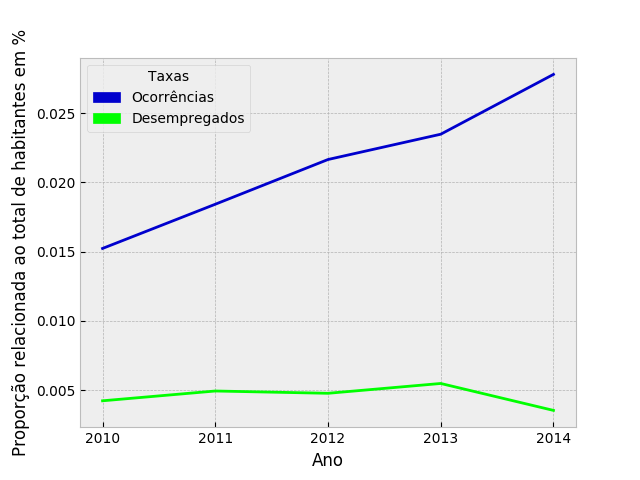 Proporção relacionada ao total de habitantes em %
Taxas
Ocorrências
Desempregados
0.025
0.020
0.015
0.010
0.005
2010 2011 2012 2013 2014
Ano